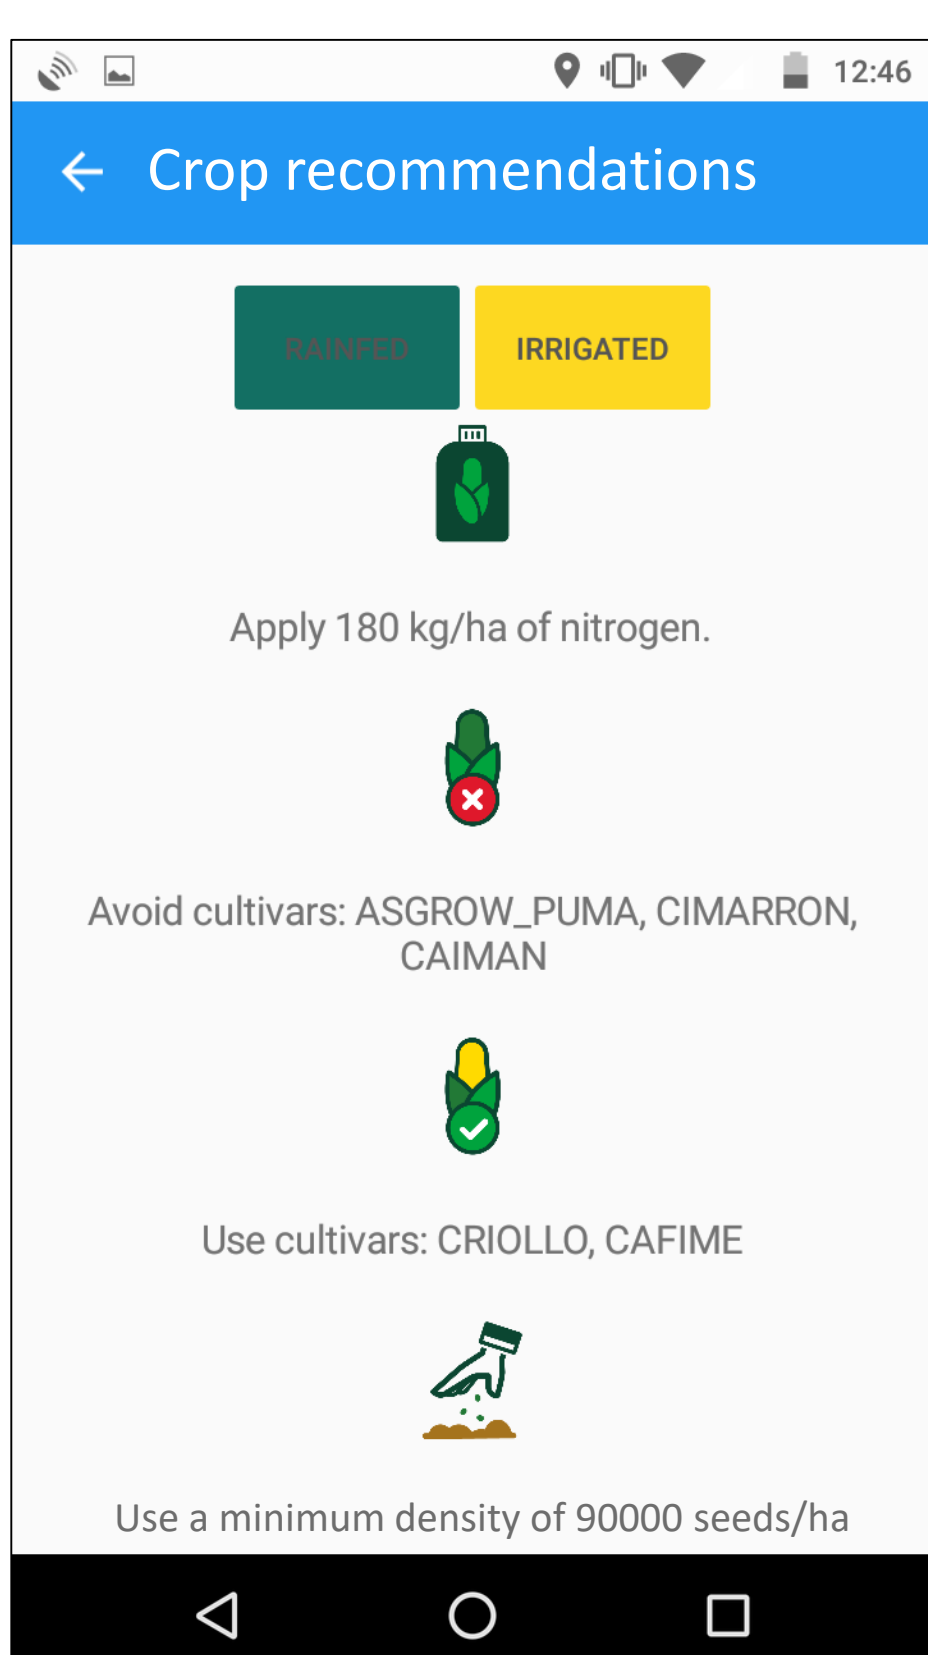 12:46
Crop recommendations
RAINFED IRRIGATED
Apply 180 kg/ha of nitrogen.
Avoid cultivars: ASGROW_PUMA, CIMARRON,
CAIMAN
Use cultivars: CRIOLLO, CAFIME
Use a minimum density of 90000 seeds/ha